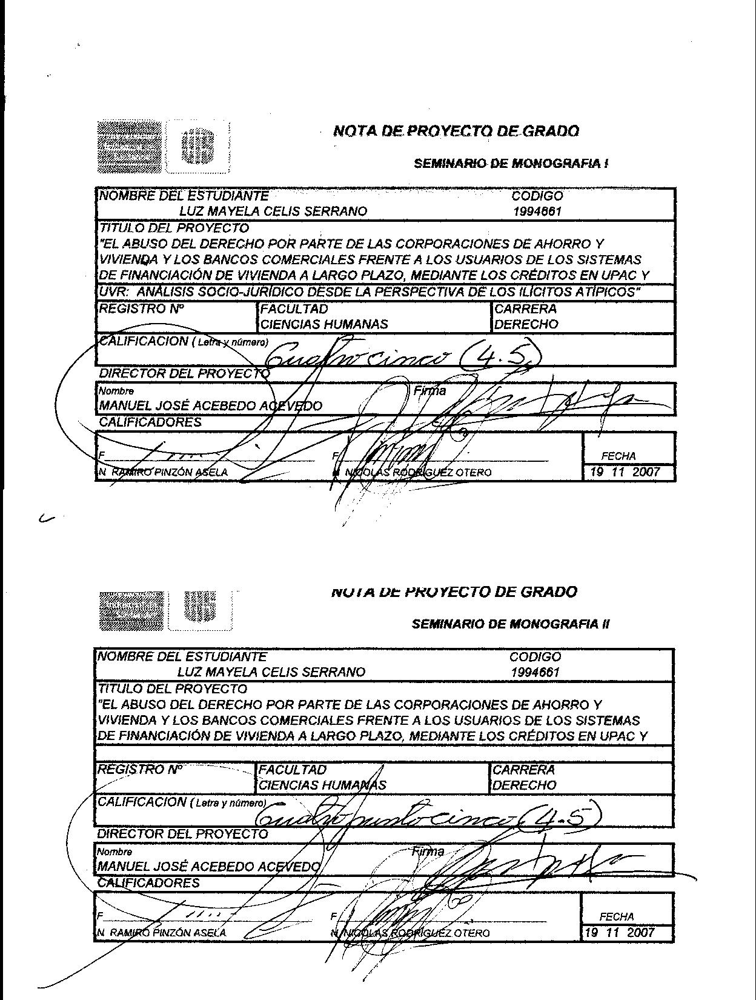 NOTA DE PROYECTO DE GRADO
SEMINARIO DE MONOGRAFIA I
NOMBRE DEL ESTUDIANTE CODIGO
LUZ MAYELA CELIS SERRANO 1994661
TITULO DEL PROYECTO
"EL ABUSO DEL DERECHO POR PARTE DE LAS CORPORACIONES DE AHORRO Y
VIVIENDA Y LOS BANCOS COMERCIALES FRENTE A LOS USUARIOS DE LOS SISTEMAS
DE FINANCIACIÓN DE VIVIENDA A LARGO PLAZO, MEDIANTE LOS CRÉDITOS EN UPAC Y
UVR: ANÁLISIS SOCIO-JURÍDICO DESDE LA PERSPECTIVA DE LOS ILÍCITOS ATÍPICOS"
REGISTRO Nº FACULTAD CARRERA
CIENCIAS HUMANAS DERECHO
CALIFICACION ( Letra y número) Cuatro cinco (4.5)
DIRECTOR DEL PROYECTO
Nombre Firma
MANUEL JOSÉ ACEBEDO ACEVEDO
CALIFICADORES
F F FECHA
N RAMIRO PINZÓN ASELA N NICOLAS RODRÍGUEZ OTERO 19 11 2007
NOTA DE PROYECTO DE GRADO
SEMINARIO DE MONOGRAFIA II
NOMBRE DEL ESTUDIANTE CODIGO
LUZ MAYELA CELIS SERRANO 1994661
TITULO DEL PROYECTO
"EL ABUSO DEL DERECHO POR PARTE DE LAS CORPORACIONES DE AHORRO Y
VIVIENDA Y LOS BANCOS COMERCIALES FRENTE A LOS USUARIOS DE LOS SISTEMAS
DE FINANCIACIÓN DE VIVIENDA A LARGO PLAZO, MEDIANTE LOS CRÉDITOS EN UPAC Y
REGISTRO Nº FACULTAD CARRERA
CIENCIAS HUMANAS DERECHO
CALIFICACION ( Letra y número) Cuatro punto cinco (4.5)
DIRECTOR DEL PROYECTO
Nombre Firma
MANUEL JOSÉ ACEBEDO ACEVEDO
CALIFICADORES
F F FECHA
N RAMIRO PINZÓN ASELA N NICOLAS RODRÍGUEZ OTERO 19 11 2007